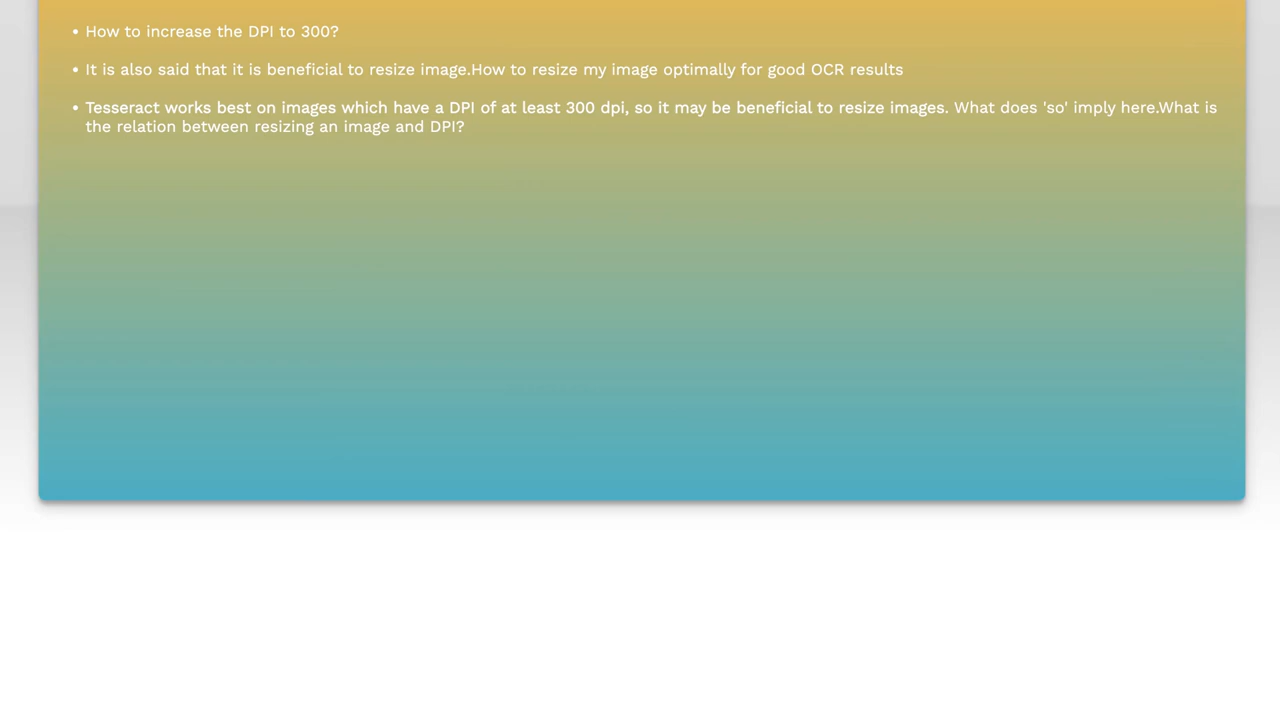 • How to increase the DPI to 300?
• It is also said that it is beneficial to resize image.How to resize my image optimally for good OCR results
• Tesseract works best on images which have a DPI of at least 300 dpi, so it may be beneficial to resize images. What does 'so' imply here.What is
the relation between resizing an image and DPI?